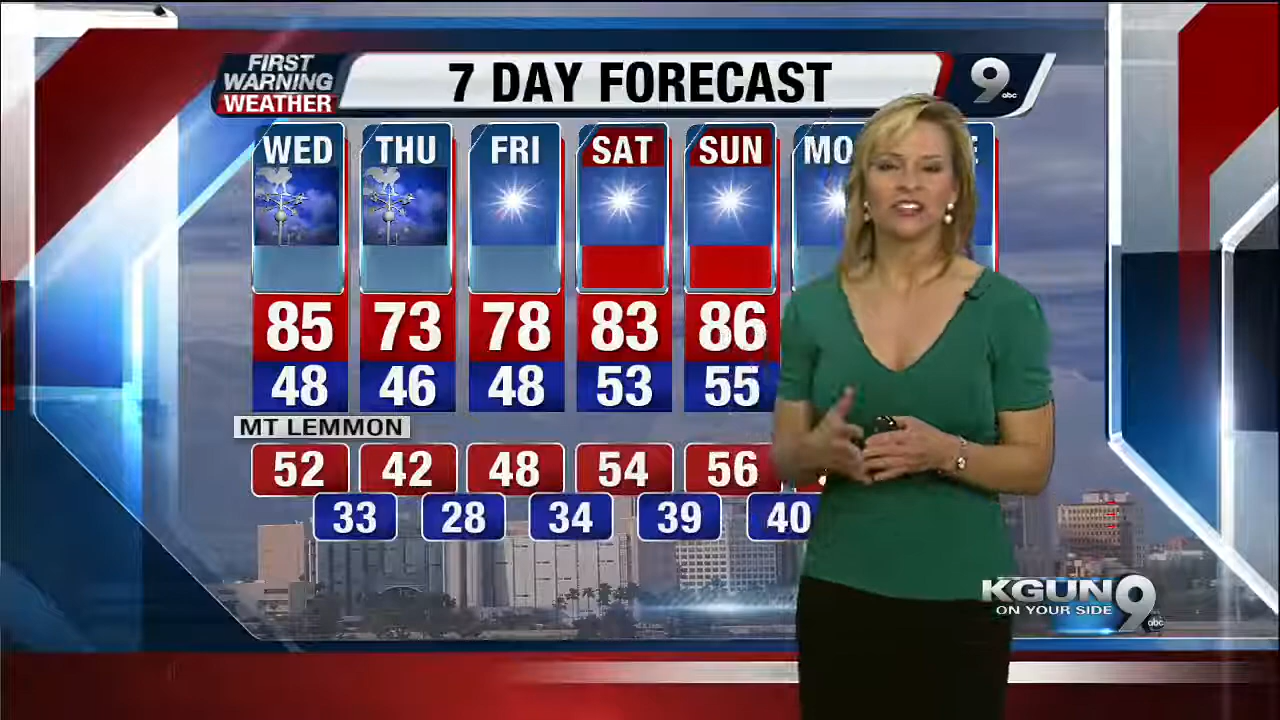 FIRST
WARNING
WEATHER
7 DAY FORECAST
9
abc
WED THU FRI SAT SUN MO E
85 73 78 83 86
48 46 48 53 55
MT LEMMON
52 42 48 54 56
33 28 34 39 40
KGUN9
ON YOUR SIDE
abc